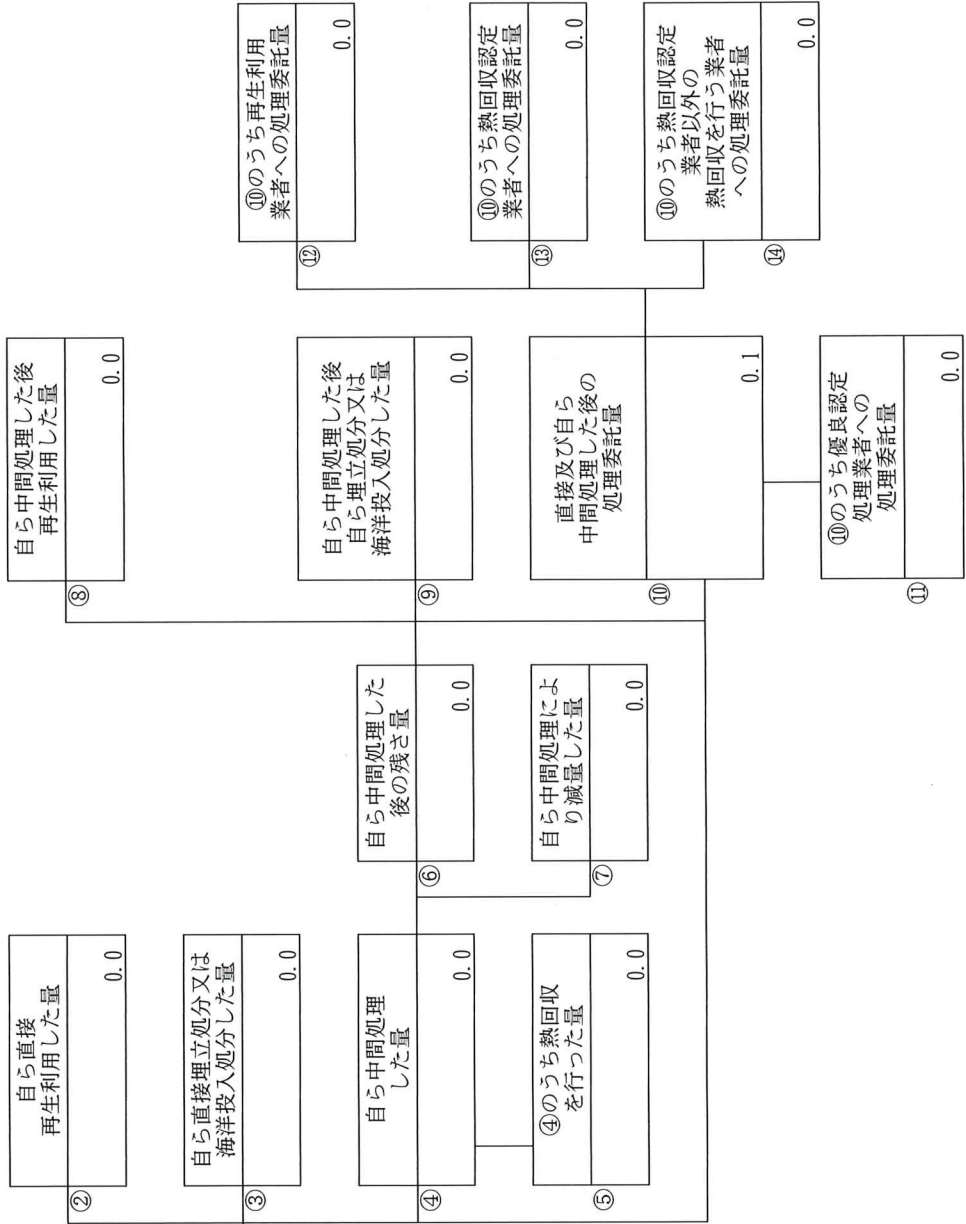 ②
自ら直接
再生利用した量
0.0
③
自ら直接埋立処分又は
海洋投入処分した量
0.0
④
自ら中間処理
した量
0.0
⑤
④のうち熱回収
を行った量
0.0
⑥
自ら中間処理した
後の残さ量
0.0
⑦
自ら中間処理によ
り減量した量
0.0
⑧
自ら中間処理した後
再生利用した量
0.0
⑨
自ら中間処理した後
自ら埋立処分又は
海洋投入処分した量
0.0
⑩
直接及び自ら
中間処理した後の
処理委託量
0.1
⑪
⑩のうち優良認定
処理業者への
処理委託量
0.0
⑫
⑩のうち再生利用
業者への処理委託量
0.0
⑬
⑩のうち熱回収認定
業者への処理委託量
0.0
⑭
⑩のうち熱回収認定
業者以外の
熱回収を行う業者
への処理委託量
0.0